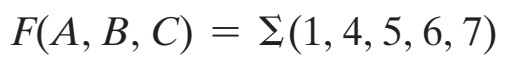 F(A, B, C) = Σ(1, 4, 5, 6, 7)